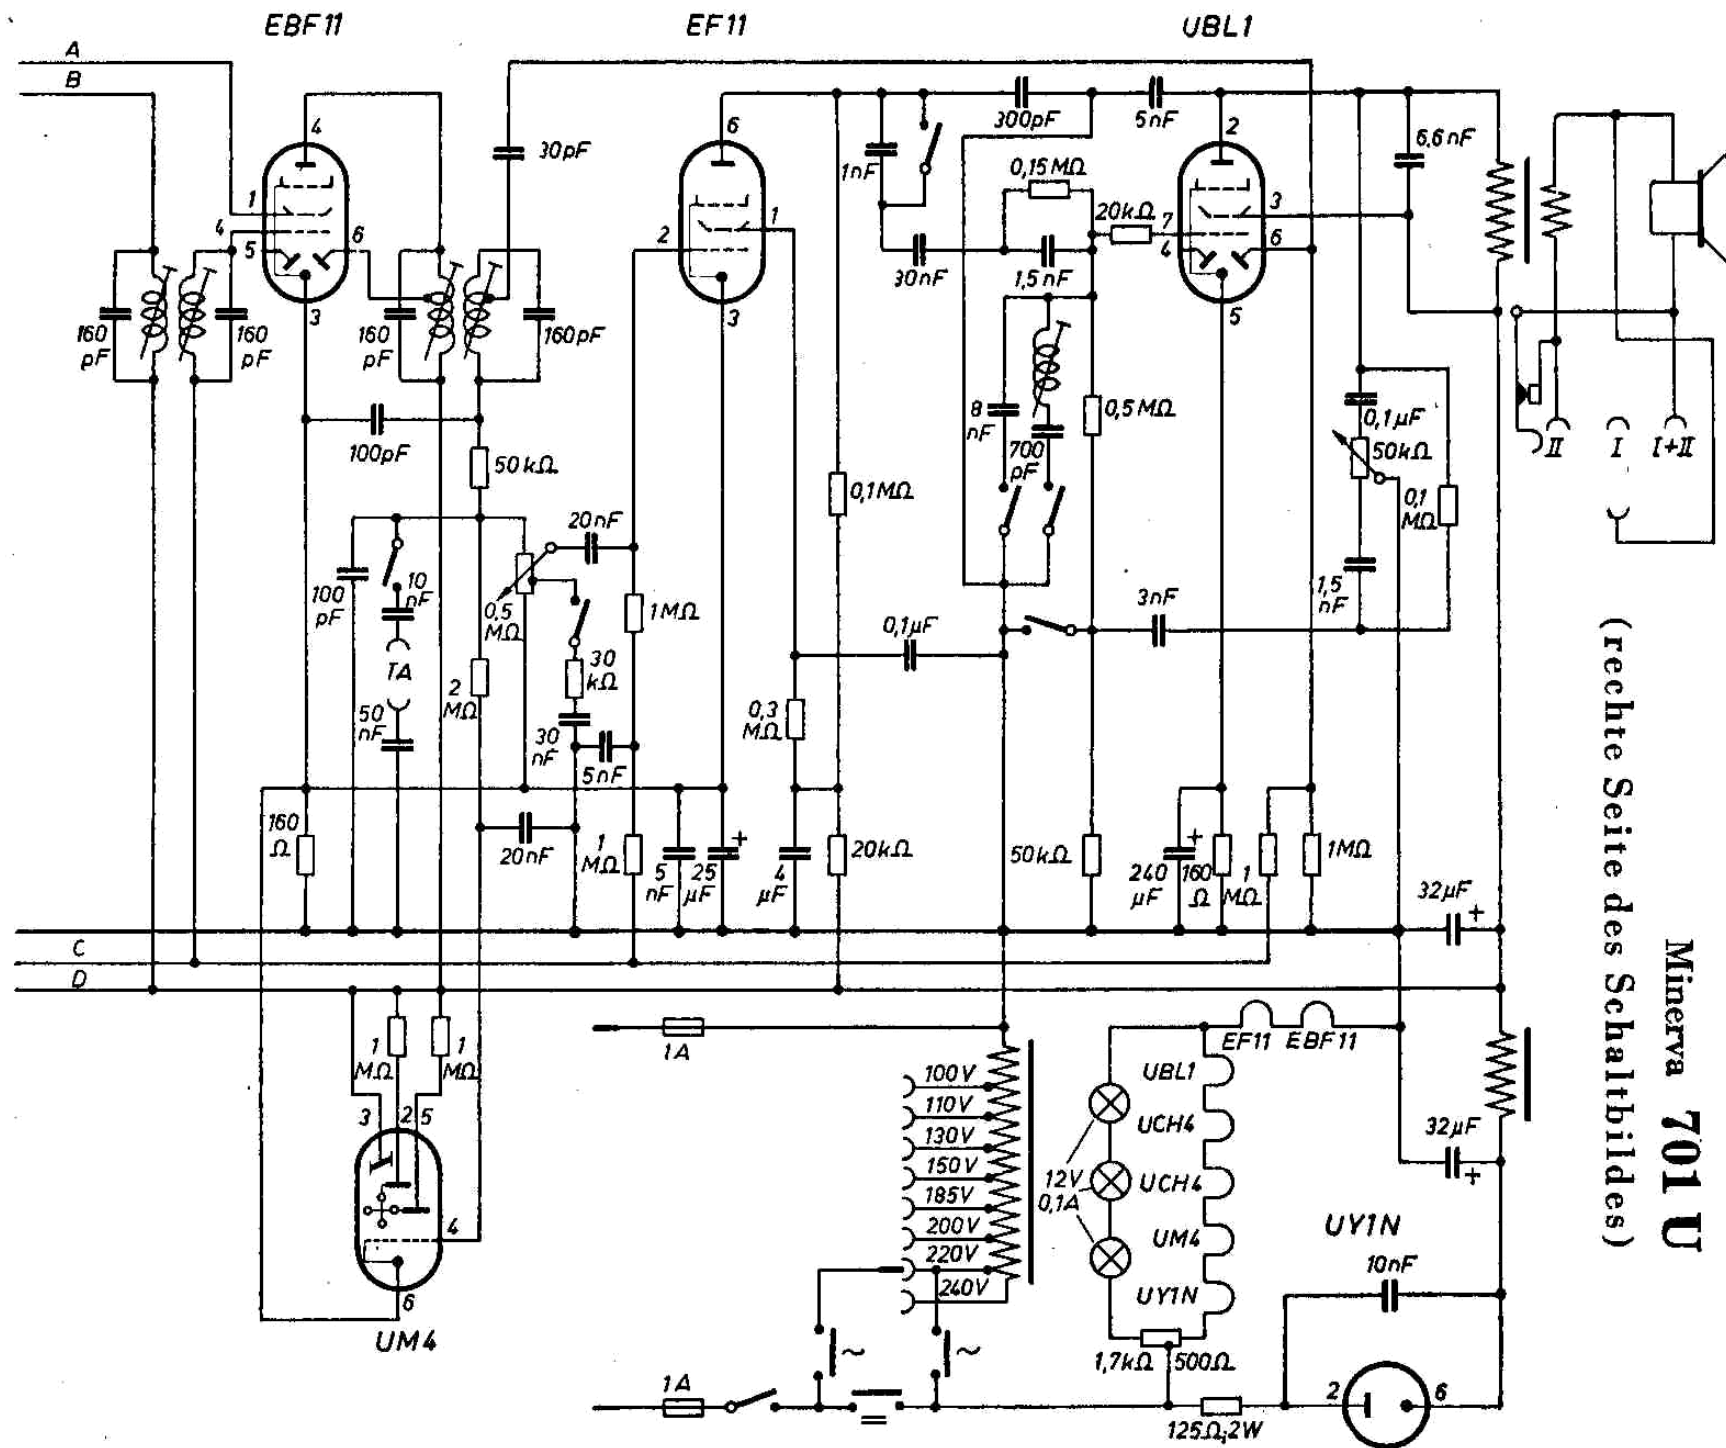 EBF11
EF11
UBL1
A
B
4
1
4
5
6
3
30pF
160
pF
160
pF
160
pF
160pF
100pF
50kΩ
6
1
2
3
1nF
300pF
5nF
0,15MΩ
20kΩ
30nF
1,5nF
2
3
7
6
4
5
6,6nF
8
nF
700
pF
0,5MΩ
0,1MΩ
0,1µF
50kΩ
0,1
MΩ
1,5
nF
II
I
I+II
20nF
100
pF
10
nF
0,5
MΩ
TA
50
nF
2
MΩ
30
kΩ
30
nF
5nF
1MΩ
0,1µF
3nF
0,3
MΩ
160
Ω
20nF
1
MΩ
5
nF
25
µF
+
4
µF
20kΩ
50kΩ
240
µF
+
160
Ω
1
MΩ
1MΩ
32µF
+
C
D
1
MΩ
1
MΩ
3
2
5
4
6
UM4
1A
100V
110V
130V
150V
185V
200V
220V
240V
~
~
1A
=
EF11
EBF11
UBL1
UCH4
UCH4
UM4
UY1N
12V
0,1A
1,7kΩ
500Ω
125Ω;2W
32µF
+
UY1N
10nF
2
6
Minerva 701 U
(rechte Seite des Schaltbildes)